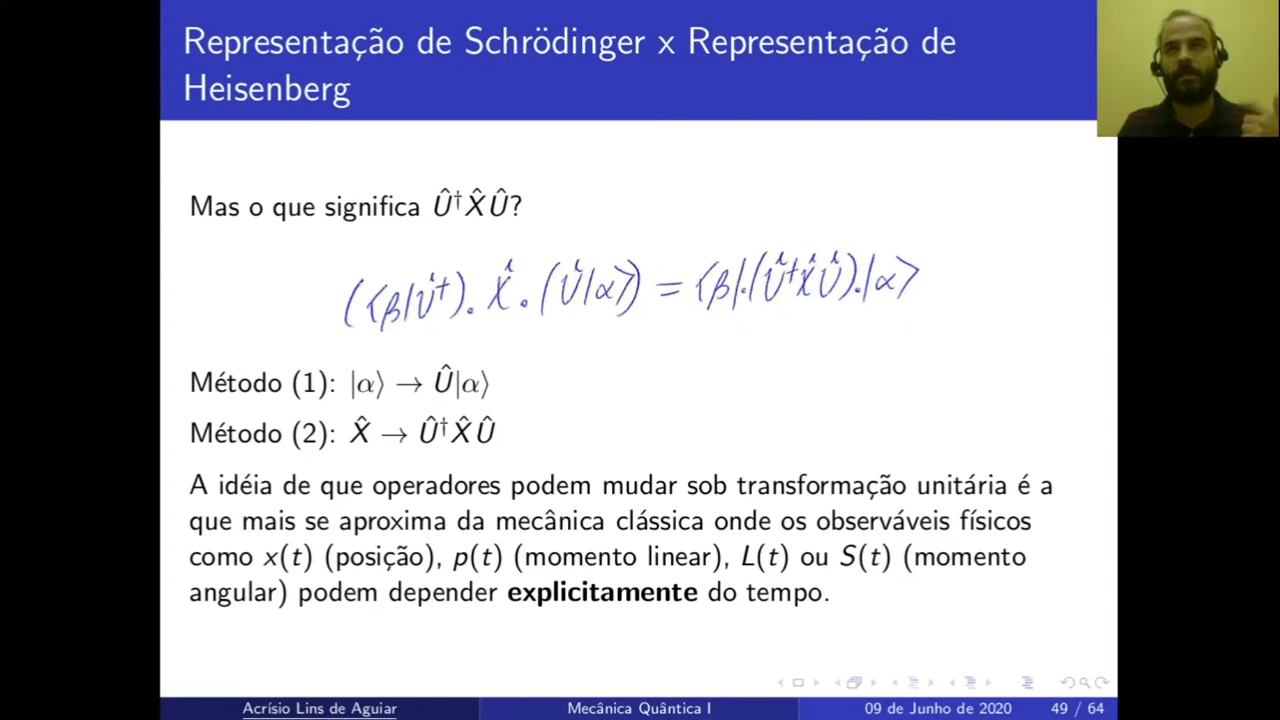 Representação de Schrödinger x Representação de
Heisenberg
Mas o que significa Û†X̂Û?
(⟨β|Û†).X̂.(Û|α⟩) = ⟨β|.(Û†X̂Û).|α⟩
Método (1): |α⟩ → Û|α⟩
Método (2): X̂ → Û†X̂Û
A idéia de que operadores podem mudar sob transformação unitária é a
que mais se aproxima da mecânica clássica onde os observáveis físicos
como x(t) (posição), p(t) (momento linear), L(t) ou S(t) (momento
angular) podem depender explicitamente do tempo.
Acrísio Lins de Aguiar
Mecânica Quântica I
09 de Junho de 2020
49 / 64